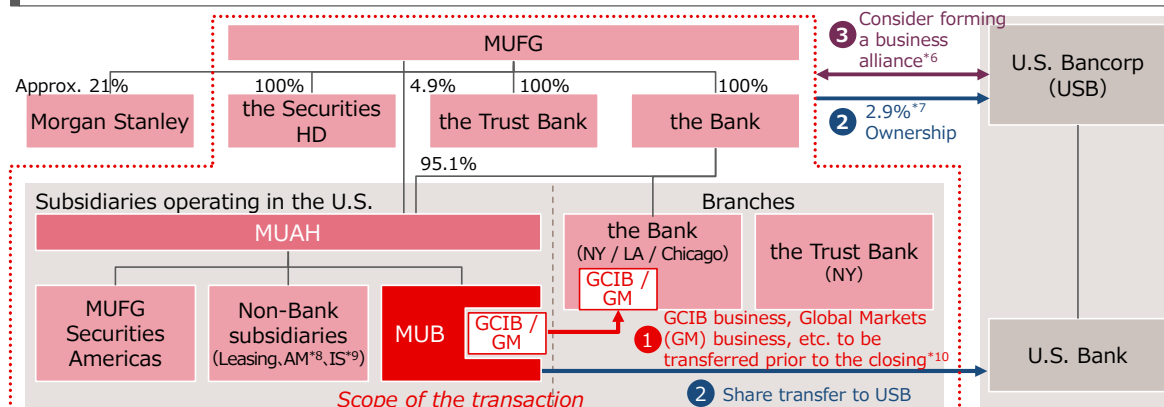 MUFG
3 Consider forming
a business
alliance*6
U.S. Bancorp
(USB)
Approx. 21%
100%
4.9%
100%
100%
Morgan Stanley
the Securities
HD
the Trust Bank
the Bank
2 2.9%*7
Ownership
95.1%
Subsidiaries operating in the U.S.
Branches
MUAH
the Bank
(NY / LA / Chicago)
the Trust Bank
(NY)
GCIB /
GM
MUFG
Securities
Americas
Non-Bank
subsidiaries
(Leasing、AM*8、IS*9)
MUB
GCIB /
GM
1 GCIB business, Global Markets
(GM) business, etc. to be
transferred prior to the closing*10
U.S. Bank
2 Share transfer to USB
Scope of the transaction